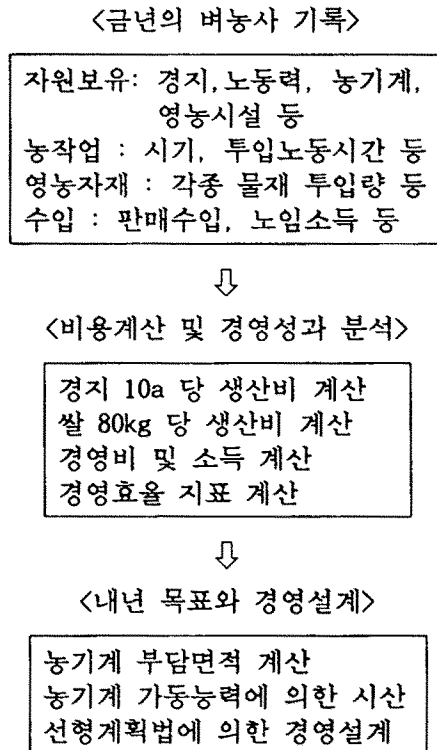 <금년의 벼농사 기록>
자원보유: 경지,노동력, 농기계,
영농시설 등
농작업 : 시기, 투입노동시간 등
영농자재 : 각종 물재 투입량 등
수입 : 판매수입, 노임소득 등
⇩
<비용계산 및 경영성과 분석>
경지 10a 당 생산비 계산
쌀 80kg 당 생산비 계산
경영비 및 소득 계산
경영효율 지표 계산
⇩
<내년 목표와 경영설계>
농기계 부담면적 계산
농기계 가동능력에 의한 시산
선형계획법에 의한 경영설계